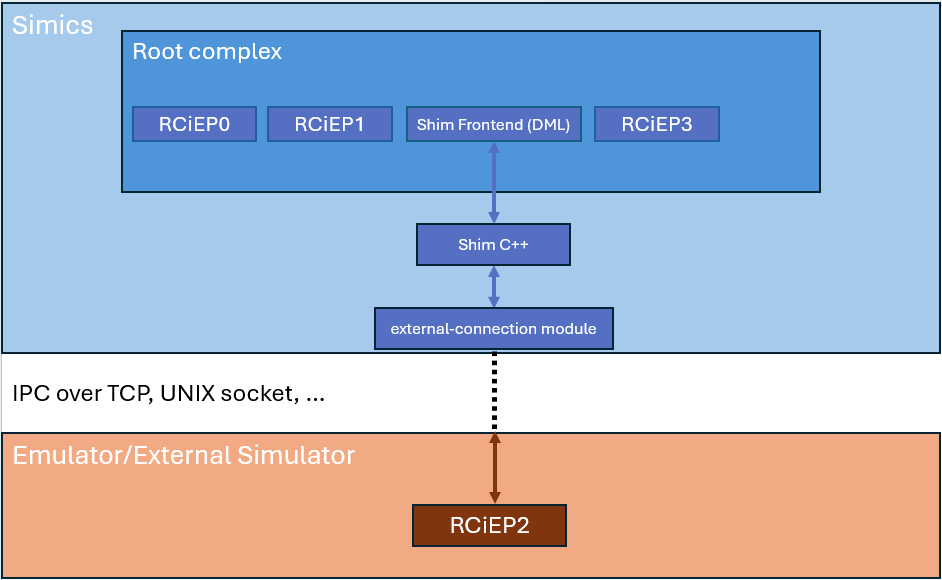 Simics
Root complex
RCiEP0
RCiEP1
Shim Frontend (DML)
RCiEP3
Shim C++
external-connection module
IPC over TCP, UNIX socket, ...
Emulator/External Simulator
RCiEP2